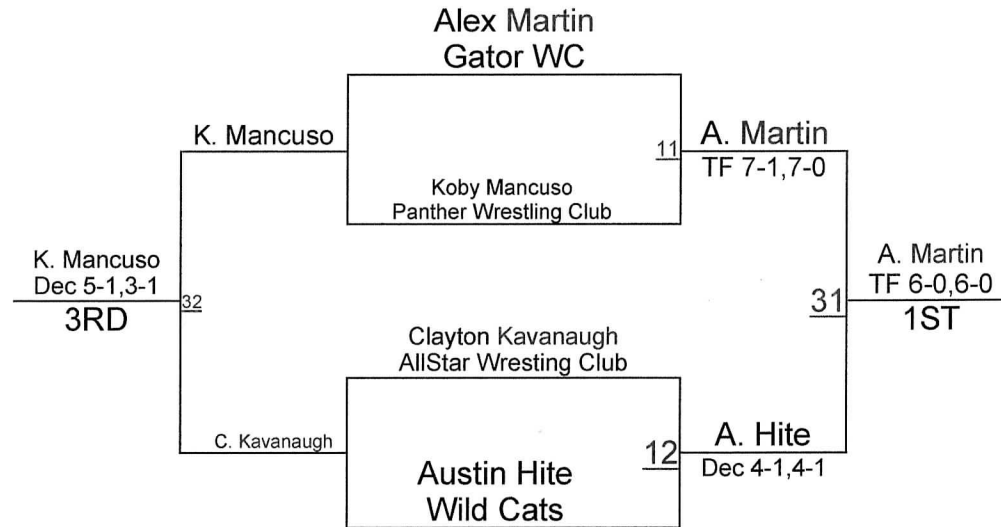 Alex Martin
Gator WC
K. Mancuso
11
A. Martin
TF 7-1,7-0
Koby Mancuso
Panther Wrestling Club
K. Mancuso
Dec 5-1,3-1
3RD
32
A. Martin
TF 6-0,6-0
1ST
31
Clayton Kavanaugh
AllStar Wresting Club
C. Kavanaugh
12
A. Hite
Dec 4-1,4-1
Austin Hite
Wild Cats